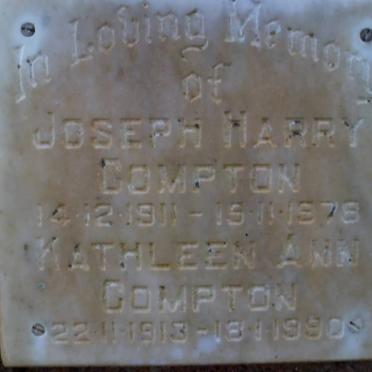 In Loving Memory
of
JOSEPH HARRY
COMPTON
14·12·1911 - 15·11·1978
KATHLEEN ANN
COMPTON
22·11·1913 - 18·1·1990